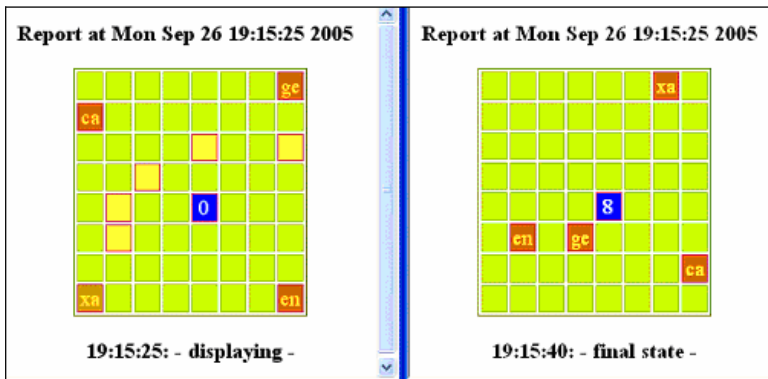 Report at Mon Sep 26 19:15:25 2005
ge
ca
0
xa en
19:15:25: - displaying -
Report at Mon Sep 26 19:15:25 2005
xa
8
en ge
ca
19:15:40: - final state -